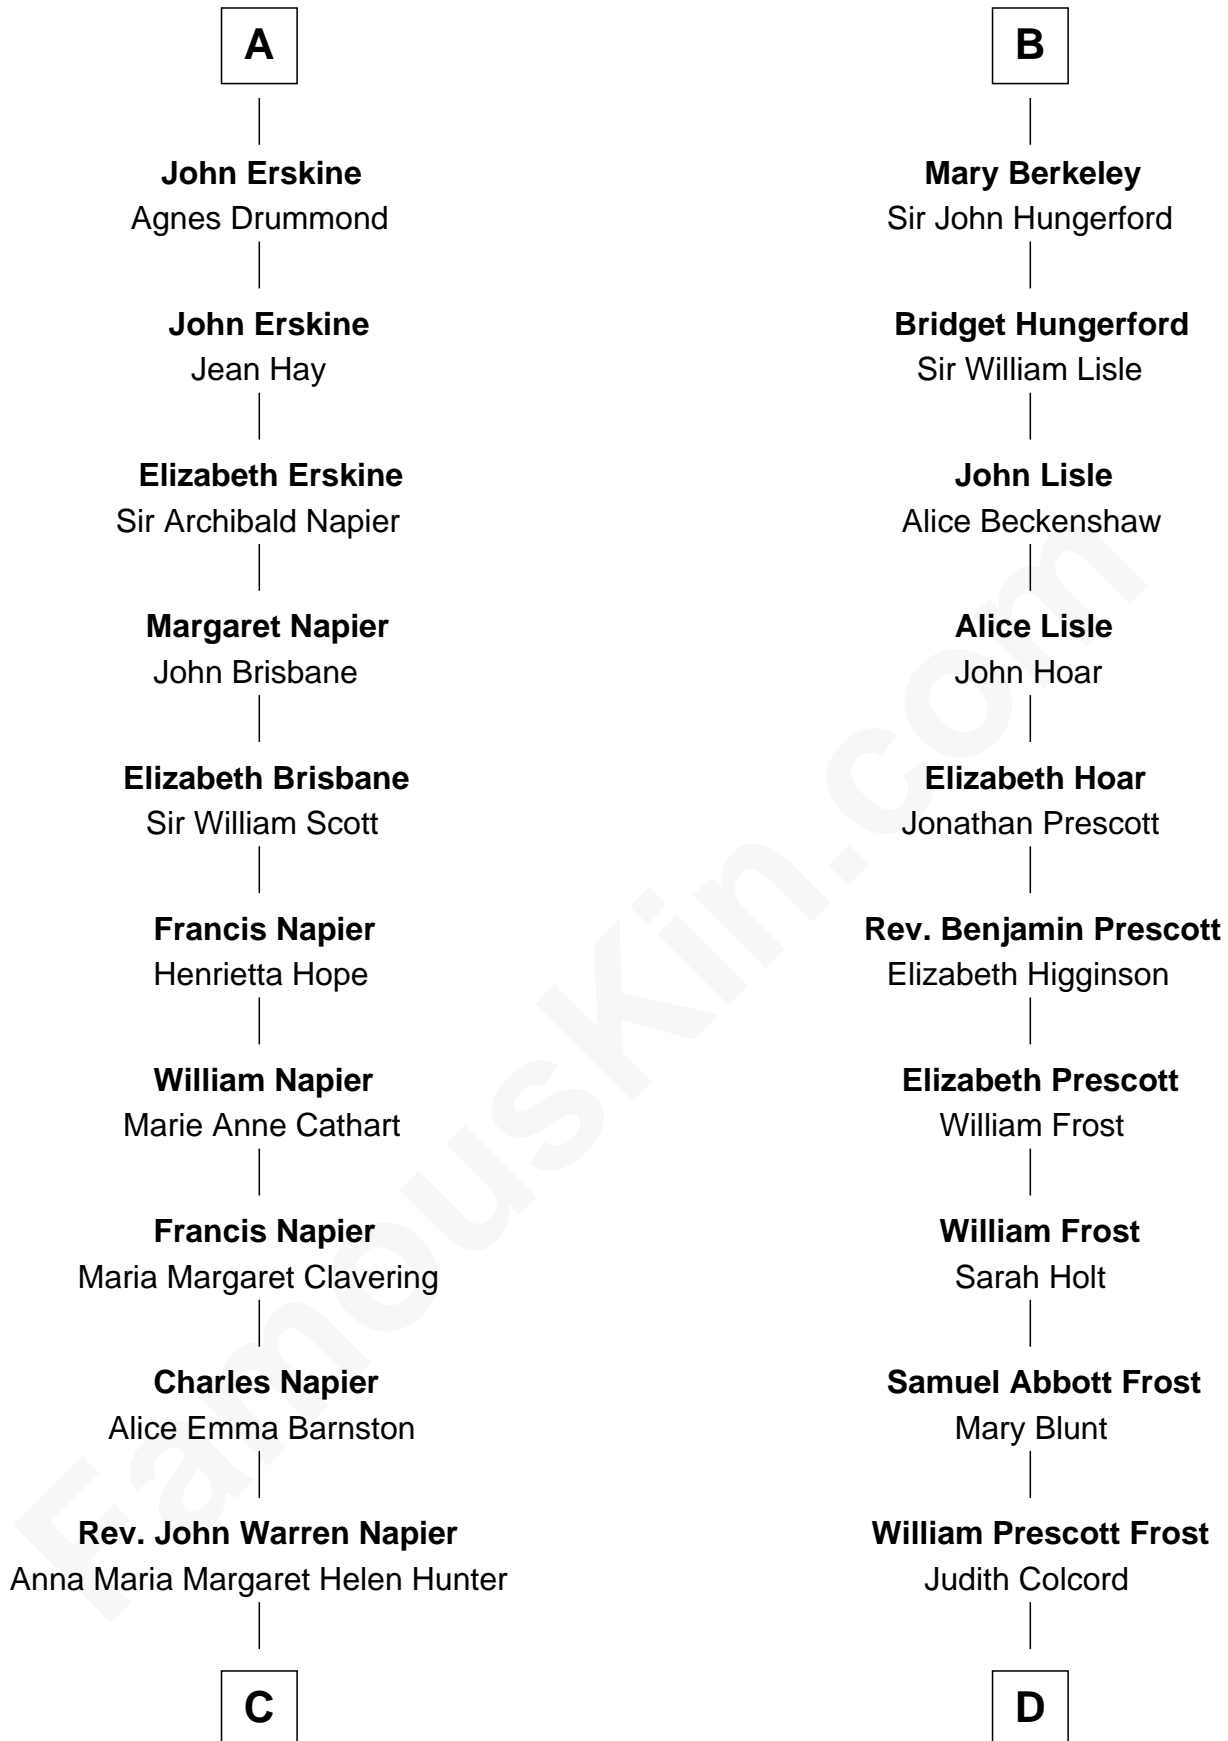 A
John Erskine
Agnes Drummond
John Erskine
Jean Hay
Elizabeth Erskine
Sir Archibald Napier
Margaret Napier
John Brisbane
Elizabeth Brisbane
Sir William Scott
Francis Napier
Henrietta Hope
William Napier
Marie Anne Cathart
Francis Napier
Maria Margaret Clavering
Charles Napier
Alice Emma Barnston
Rev. John Warren Napier
Anna Maria Margaret Helen Hunter
C
B
Mary Berkeley
Sir John Hungerford
Bridget Hungerford
Sir William Lisle
John Lisle
Alice Beckenshaw
Alice Lisle
John Hoar
Elizabeth Hoar
Jonathan Prescott
Rev. Benjamin Prescott
Elizabeth Higginson
Elizabeth Prescott
William Frost
William Frost
Sarah Holt
Samuel Abbott Frost
Mary Blunt
William Prescott Frost
Judith Colcord
D
FamousKin.com